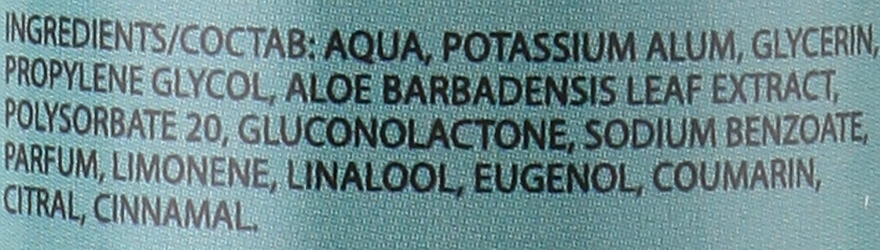 INGREDIENTS/СОСТАВ: AQUA, POTASSIUM ALUM, GLYCERIN,
PROPYLENE GLYCOL, ALOE BARBADENSIS LEAF EXTRACT,
POLYSORBATE 20, GLUCONOLACTONE, SODIUM BENZOATE,
PARFUM, LIMONENE, LINALOOL, EUGENOL, COUMARIN,
CITRAL, CINNAMAL.